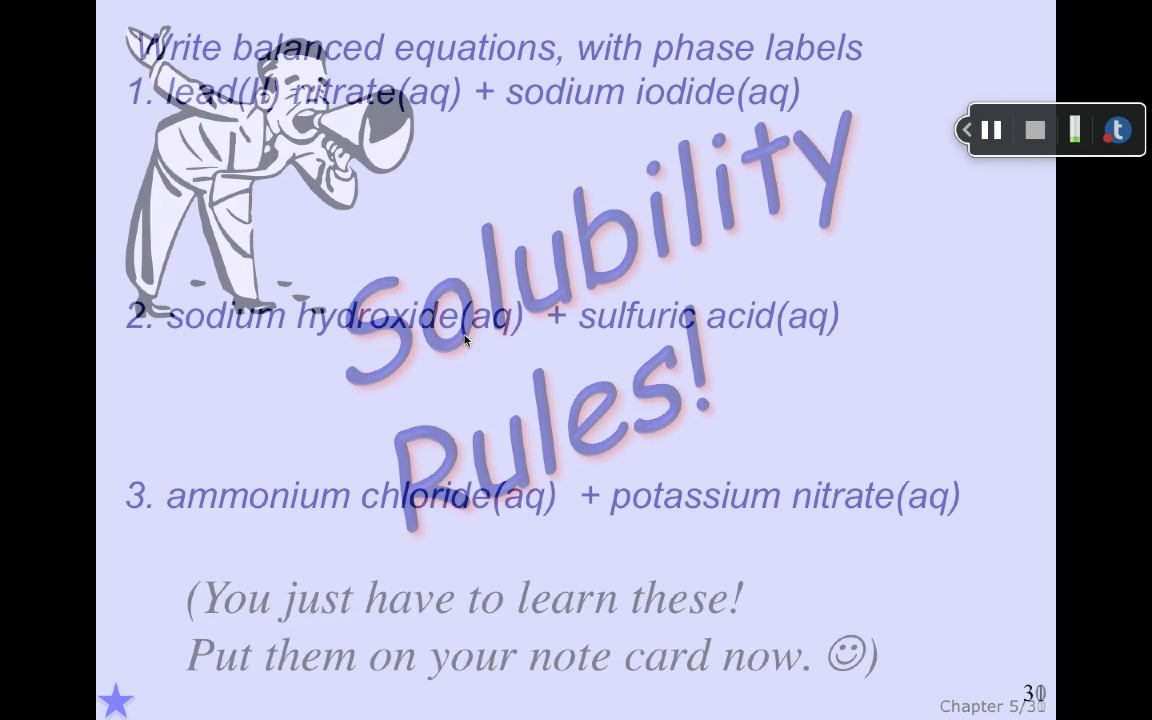 Write balanced equations, with phase labels
1. lead(II) nitrate(aq) + sodium iodide(aq)
Solubility
Rules!
2. sodium hydroxide(aq) + sulfuric acid(aq)
3. ammonium chloride(aq) + potassium nitrate(aq)
(You just have to learn these!
Put them on your note card now. ☺)
Chapter 5/
t